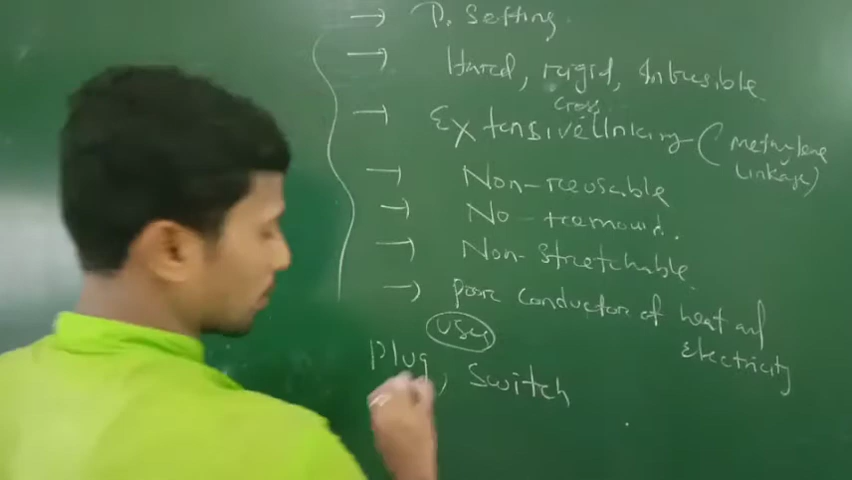 → P. Setting
→ Hard, rigid, Infusible
→ Extensive cross linking (Methylene Linkage)
→ Non-reusable
→ No-remould.
→ Non-stretchable.
→ poor conductor of heat and Electricity
Uses
Plug, Switch